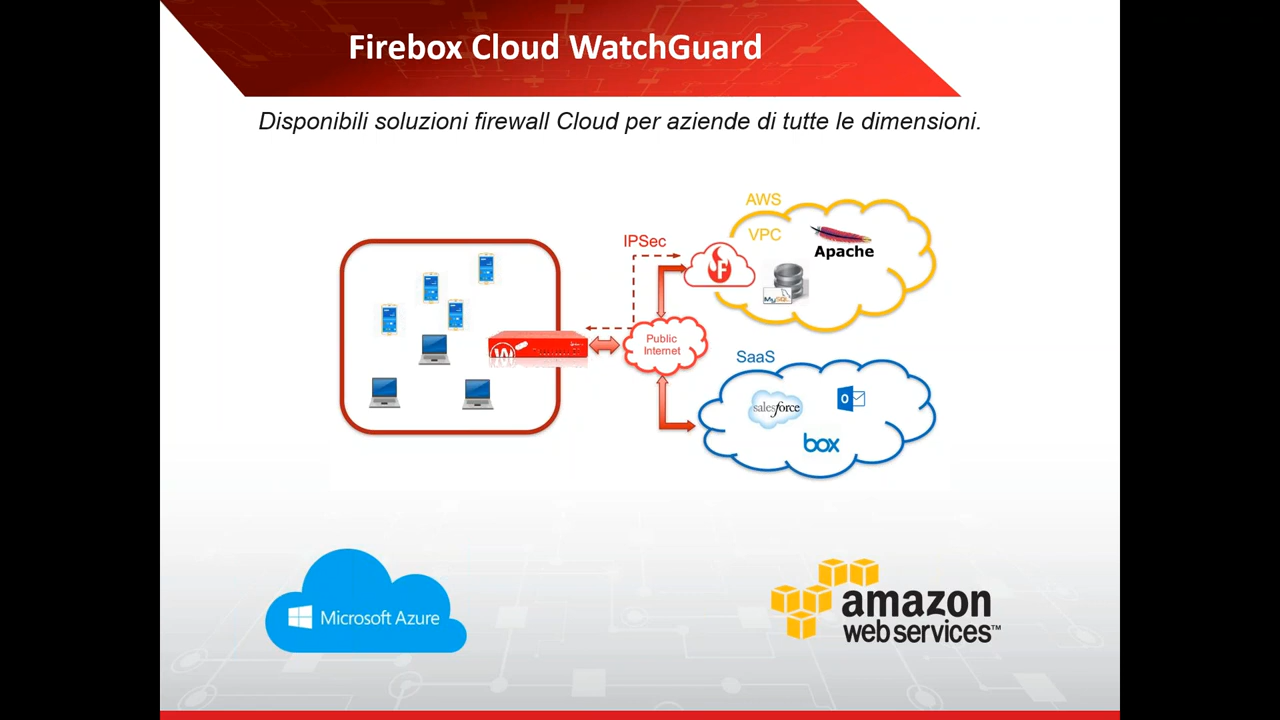 Firebox Cloud WatchGuard
Disponibili soluzioni firewall Cloud per aziende di tutte le dimensioni.
AWS
VPC
Apache
MySQL
IPSec
F
W
Public
Internet
SaaS
salesforce
O
box
Microsoft Azure
amazon
web services™